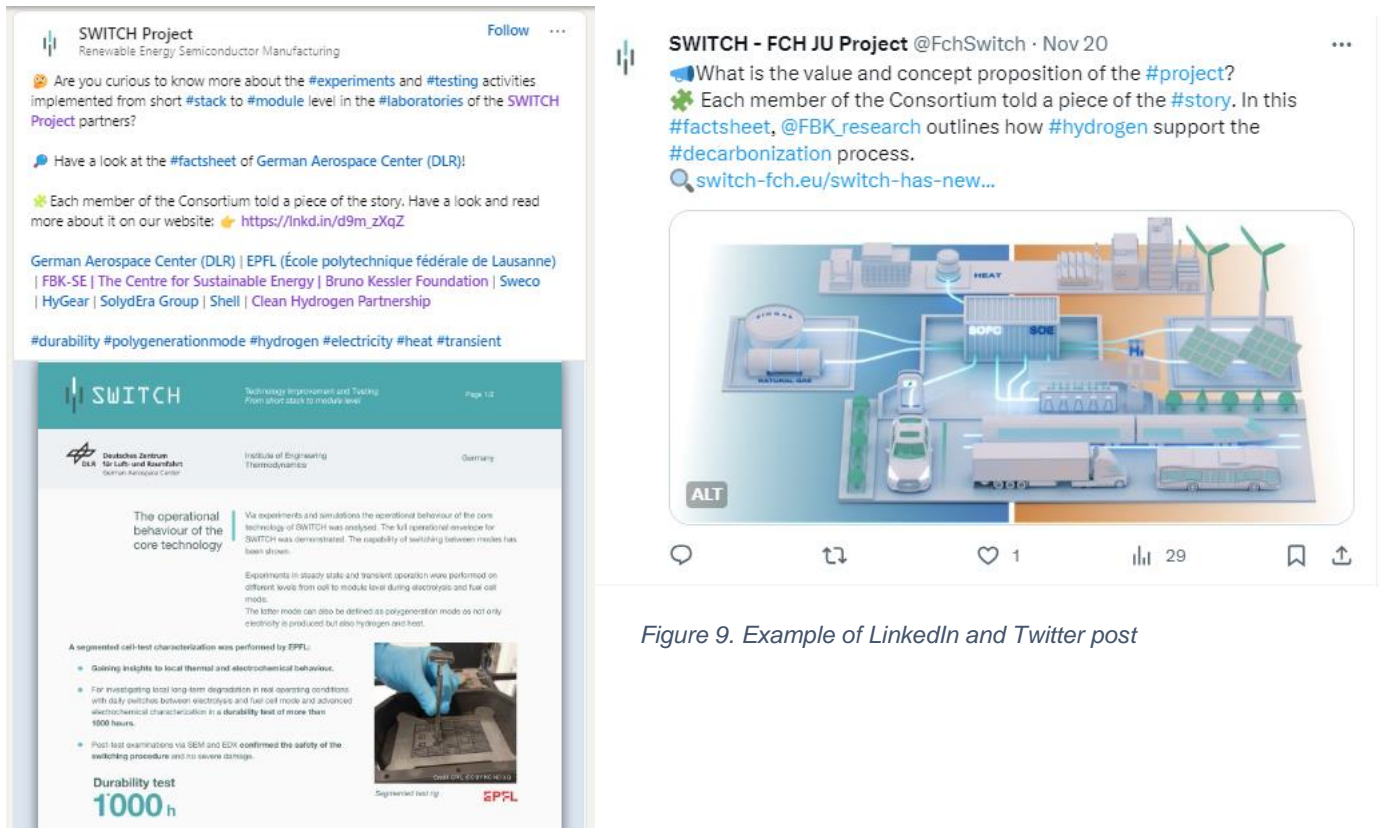 SWITCH Project
Follow ...
Renewable Energy Semiconductor Manufacturing
🤔 Are you curious to know more about the #experiments and #testing activities
implemented from short #stack to #module level in the #laboratories of the SWITCH
Project partners?
🔎 Have a look at the #factsheet of German Aerospace Center (DLR)!
🧩 Each member of the Consortium told a piece of the story. Have a look and read
more about it on our website: 👉 https://lnkd.in/d9m_zXqZ
German Aerospace Center (DLR) | EPFL (École polytechnique fédérale de Lausanne)
| FBK-SE | The Centre for Sustainable Energy | Bruno Kessler Foundation | Sweco
| HyGear | SolydEra Group | Shell | Clean Hydrogen Partnership
#durability #polygenerationmode #hydrogen #electricity #heat #transient
SWITCH
Technology Improvement and Testing
From short stack to module level
Page 1/2
DLR
Deutsches Zentrum
für Luft- und Raumfahrt
German Aerospace Center
Institute of Engineering
Thermodynamics
Germany
The operational
behaviour of the
core technology
Via experiments and simulations the operational behaviour of the core
technology of SWITCH was analysed. The full operational envelope for
SWITCH was demonstrated. The capability of switching between modes has
been shown.
Experiments in steady state and transient operation were performed on
different levels from cell to module level during electrolysis and fuel cell
mode.
The latter mode can also be defined as polygeneration mode as not only
electricity is produced but also hydrogen and heat.
A segmented cell-test characterization was performed by EPFL:
Gaining insights to local thermal and electrochemical behaviour.
For investigating local long-term degradation in real operating conditions
with daily switches between electrolysis and fuel cell mode and advanced
electrochemical characterization in a durability test of more than
1000 hours.
Post-test examinations via SEM and EDX confirmed the safety of the
switching procedure and no severe damage.
Durability test
1'000 h
Segmented test rig
EPFL
SWITCH - FCH JU Project @FchSwitch · Nov 20
...
📣What is the value and concept proposition of the #project?
🧩 Each member of the Consortium told a piece of the #story. In this
#factsheet, @FBK_research outlines how #hydrogen support the
#decarbonization process.
🔍switch-fch.eu/switch-has-new...
HEAT
BIOGAS
SOFC
SOE
H₂
NATURAL GAS
ALT
1
29
Figure 9. Example of LinkedIn and Twitter post